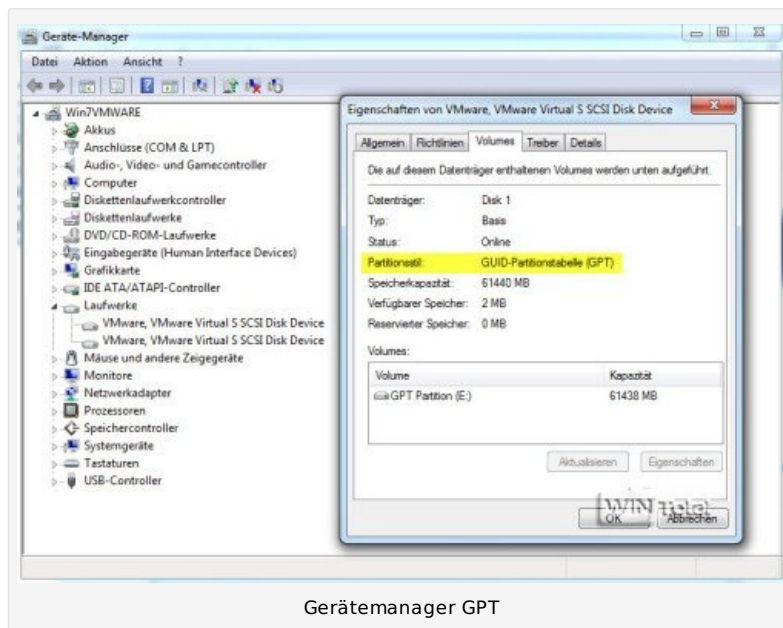 Geräte-Manager
Datei Aktion Ansicht ?
Win7VMWARE
Akkus
Anschlüsse (COM & LPT)
Audio-, Video- und Gamecontroller
Computer
Diskettenlaufwerkcontroller
Diskettenlaufwerke
DVD/CD-ROM-Laufwerke
Eingabegeräte (Human Interface Devices)
Grafikkarte
IDE ATA/ATAPI-Controller
Laufwerke
VMware, VMware Virtual S SCSI Disk Device
VMware, VMware Virtual S SCSI Disk Device
Mäuse und andere Zeigegeräte
Monitore
Netzwerkadapter
Prozessoren
Speichercontroller
Systemgeräte
Tastaturen
USB-Controller
Eigenschaften von VMware, VMware Virtual S SCSI Disk Device
Allgemein Richtlinien Volumes Treiber Details
Die auf diesem Datenträger enthaltenen Volumes werden unten aufgeführt.
Datenträger: Disk 1
Typ: Basis
Status: Online
Partitionsstil: GUID-Partitionstabelle (GPT)
Speicherkapazität: 61440 MB
Verfügbarer Speicher: 2 MB
Reservierter Speicher: 0 MB
Volumes:
Volume Kapazität
GPT Partition (E:) 61438 MB
Aktualisieren Eigenschaften
WIN Total
OK Abbrechen
Gerätemanager GPT